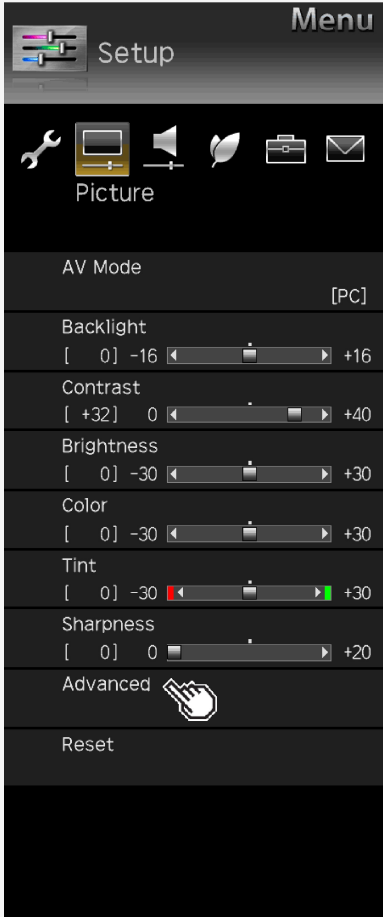 Menu
Setup
Picture
AV Mode
[PC]
Backlight
[ 0] -16 +16
Contrast
[ +32] 0 +40
Brightness
[ 0] -30 +30
Color
[ 0] -30 +30
Tint
[ 0] -30 +30
Sharpness
[ 0] 0 +20
Advanced
Reset